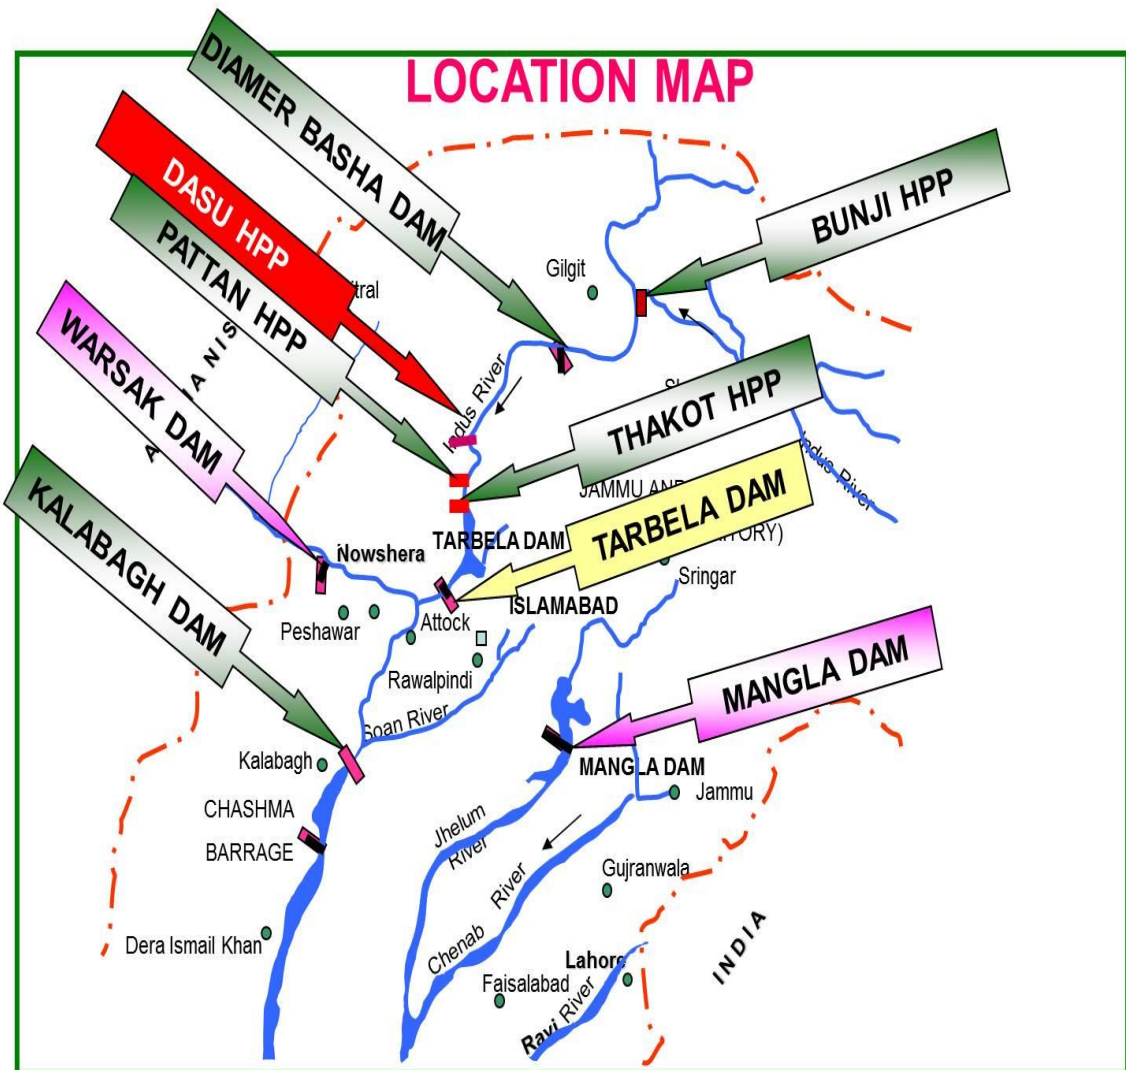 LOCATION MAP
DIAMER BASHA DAM
DASU HPP
PATTAN HPP
WARSAK DAM
KALABAGH DAM
BUNJI HPP
Gilgit
Indus River
THAKOT HPP
JAMMU AND
Indus River
TARBELA DAM
TARBELA DAM
Nowshera
Sringar
ISLAMABAD
Peshawar
Attock
Rawalpindi
Soan River
MANGLA DAM
MANGLA DAM
Kalabagh
CHASHMA
BARRAGE
Jammu
Jhelum
River
Gujranwala
Chenab River
Dera Ismail Khan
Lahore
Faisalabad
Ravi River
INDIA